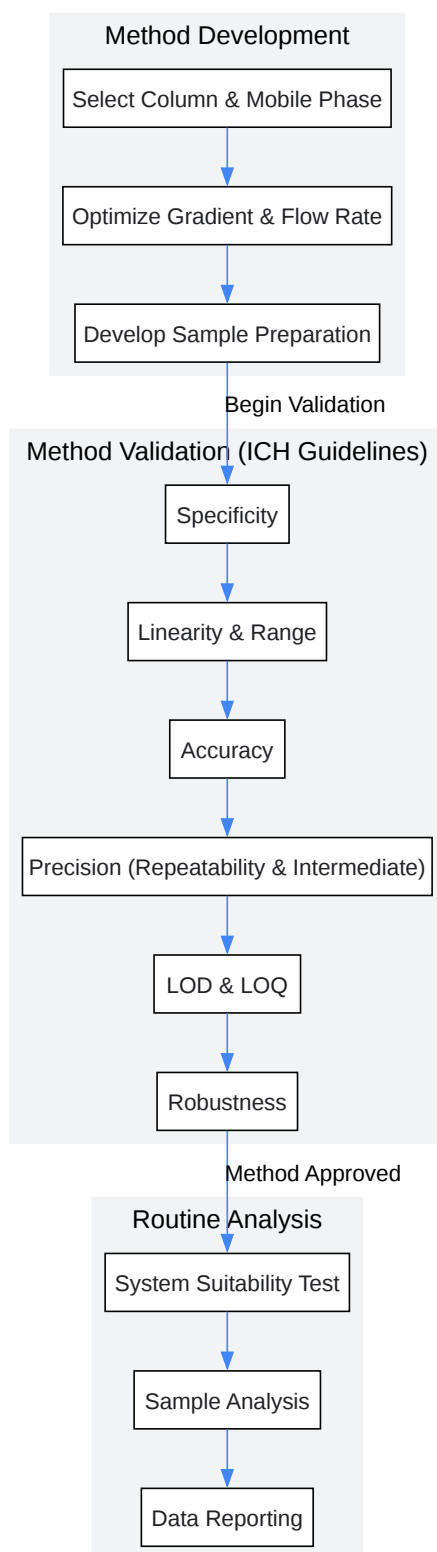 Method Development
Select Column & Mobile Phase
Optimize Gradient & Flow Rate
Develop Sample Preparation
Begin Validation
Method Validation (ICH Guidelines)
Specificity
Linearity & Range
Accuracy
Precision (Repeatability & Intermediate)
LOD & LOQ
Robustness
Method Approved
Routine Analysis
System Suitability Test
Sample Analysis
Data Reporting